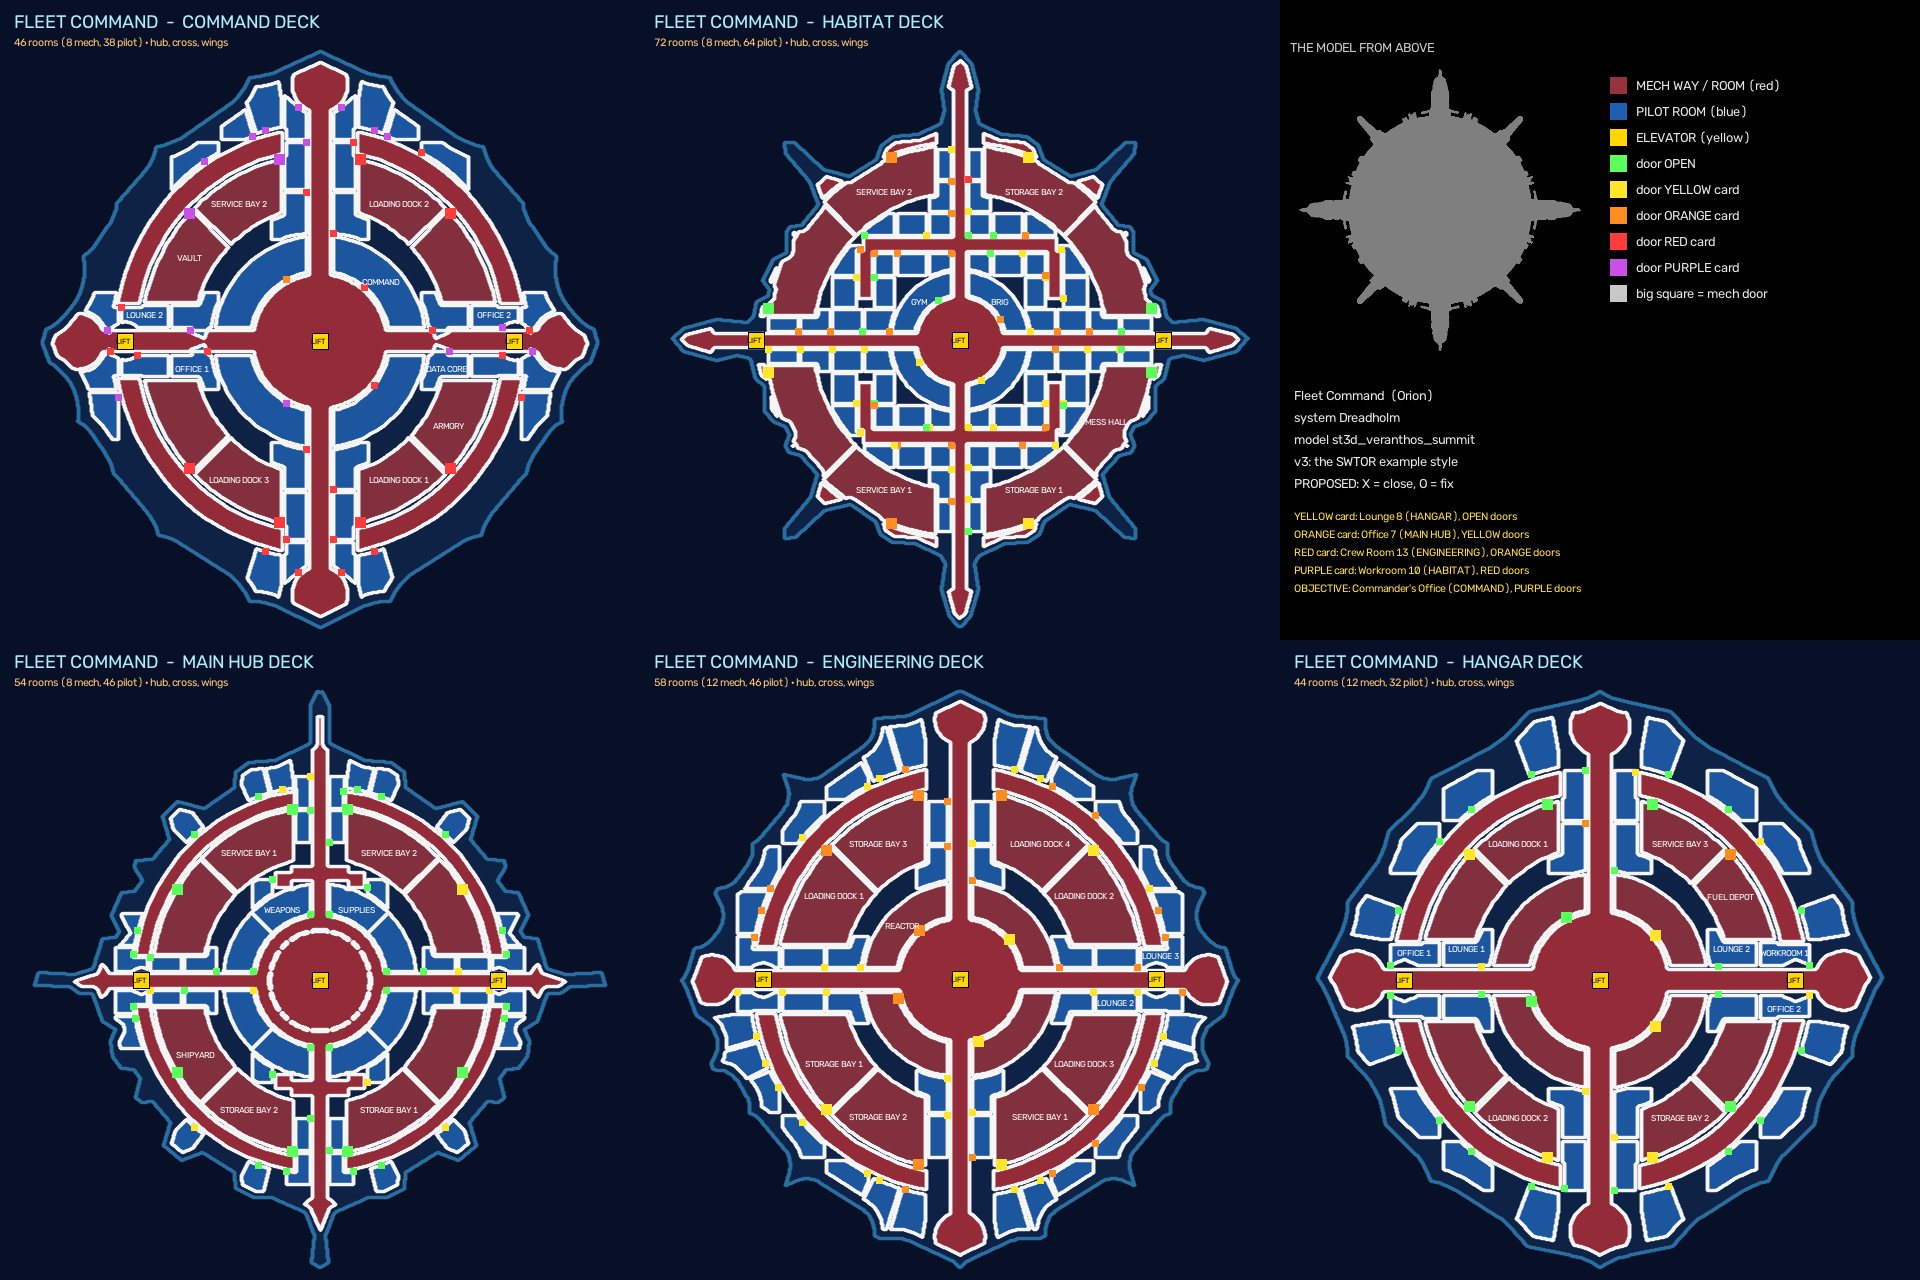 FLEET COMMAND - COMMAND DECK
46 rooms (8 mech, 38 pilot) • hub, cross, wings
SERVICE BAY 2
LOADING DOCK 2
VAULT
COMMAND
LOUNGE 2
OFFICE 2
LIFT
LIFT
LIFT
OFFICE 1
DATA CORE
ARMORY
LOADING DOCK 3
LOADING DOCK 1
FLEET COMMAND - HABITAT DECK
72 rooms (8 mech, 64 pilot) • hub, cross, wings
SERVICE BAY 2
STORAGE BAY 2
GYM
BRIG
LIFT
LIFT
LIFT
MESS HALL
SERVICE BAY 1
STORAGE BAY 1
THE MODEL FROM ABOVE
MECH WAY / ROOM (red)
PILOT ROOM (blue)
ELEVATOR (yellow)
door OPEN
door YELLOW card
door ORANGE card
door RED card
door PURPLE card
big square = mech door
Fleet Command (Orion)
system Dreadholm
model st3d_veranthos_summit
v3: the SWTOR example style
PROPOSED: X = close, O = fix
YELLOW card: Lounge 8 (HANGAR), OPEN doors
ORANGE card: Office 7 (MAIN HUB), YELLOW doors
RED card: Crew Room 13 (ENGINEERING), ORANGE doors
PURPLE card: Workroom 10 (HABITAT), RED doors
OBJECTIVE: Commander's Office (COMMAND), PURPLE doors
FLEET COMMAND - MAIN HUB DECK
54 rooms (8 mech, 46 pilot) • hub, cross, wings
SERVICE BAY 1
SERVICE BAY 2
WEAPONS
SUPPLIES
LIFT
LIFT
LIFT
SHIPYARD
STORAGE BAY 2
STORAGE BAY 1
FLEET COMMAND - ENGINEERING DECK
58 rooms (12 mech, 46 pilot) • hub, cross, wings
STORAGE BAY 3
LOADING DOCK 4
LOADING DOCK 1
LOADING DOCK 2
REACTOR
LOUNGE 3
LIFT
LIFT
LIFT
LOUNGE 2
STORAGE BAY 1
LOADING DOCK 3
STORAGE BAY 2
SERVICE BAY 1
FLEET COMMAND - HANGAR DECK
44 rooms (12 mech, 32 pilot) • hub, cross, wings
LOADING DOCK 1
SERVICE BAY 3
FUEL DEPOT
OFFICE 1
LOUNGE 1
LOUNGE 2
WORKROOM 1
LIFT
LIFT
LIFT
OFFICE 2
LOADING DOCK 2
STORAGE BAY 2